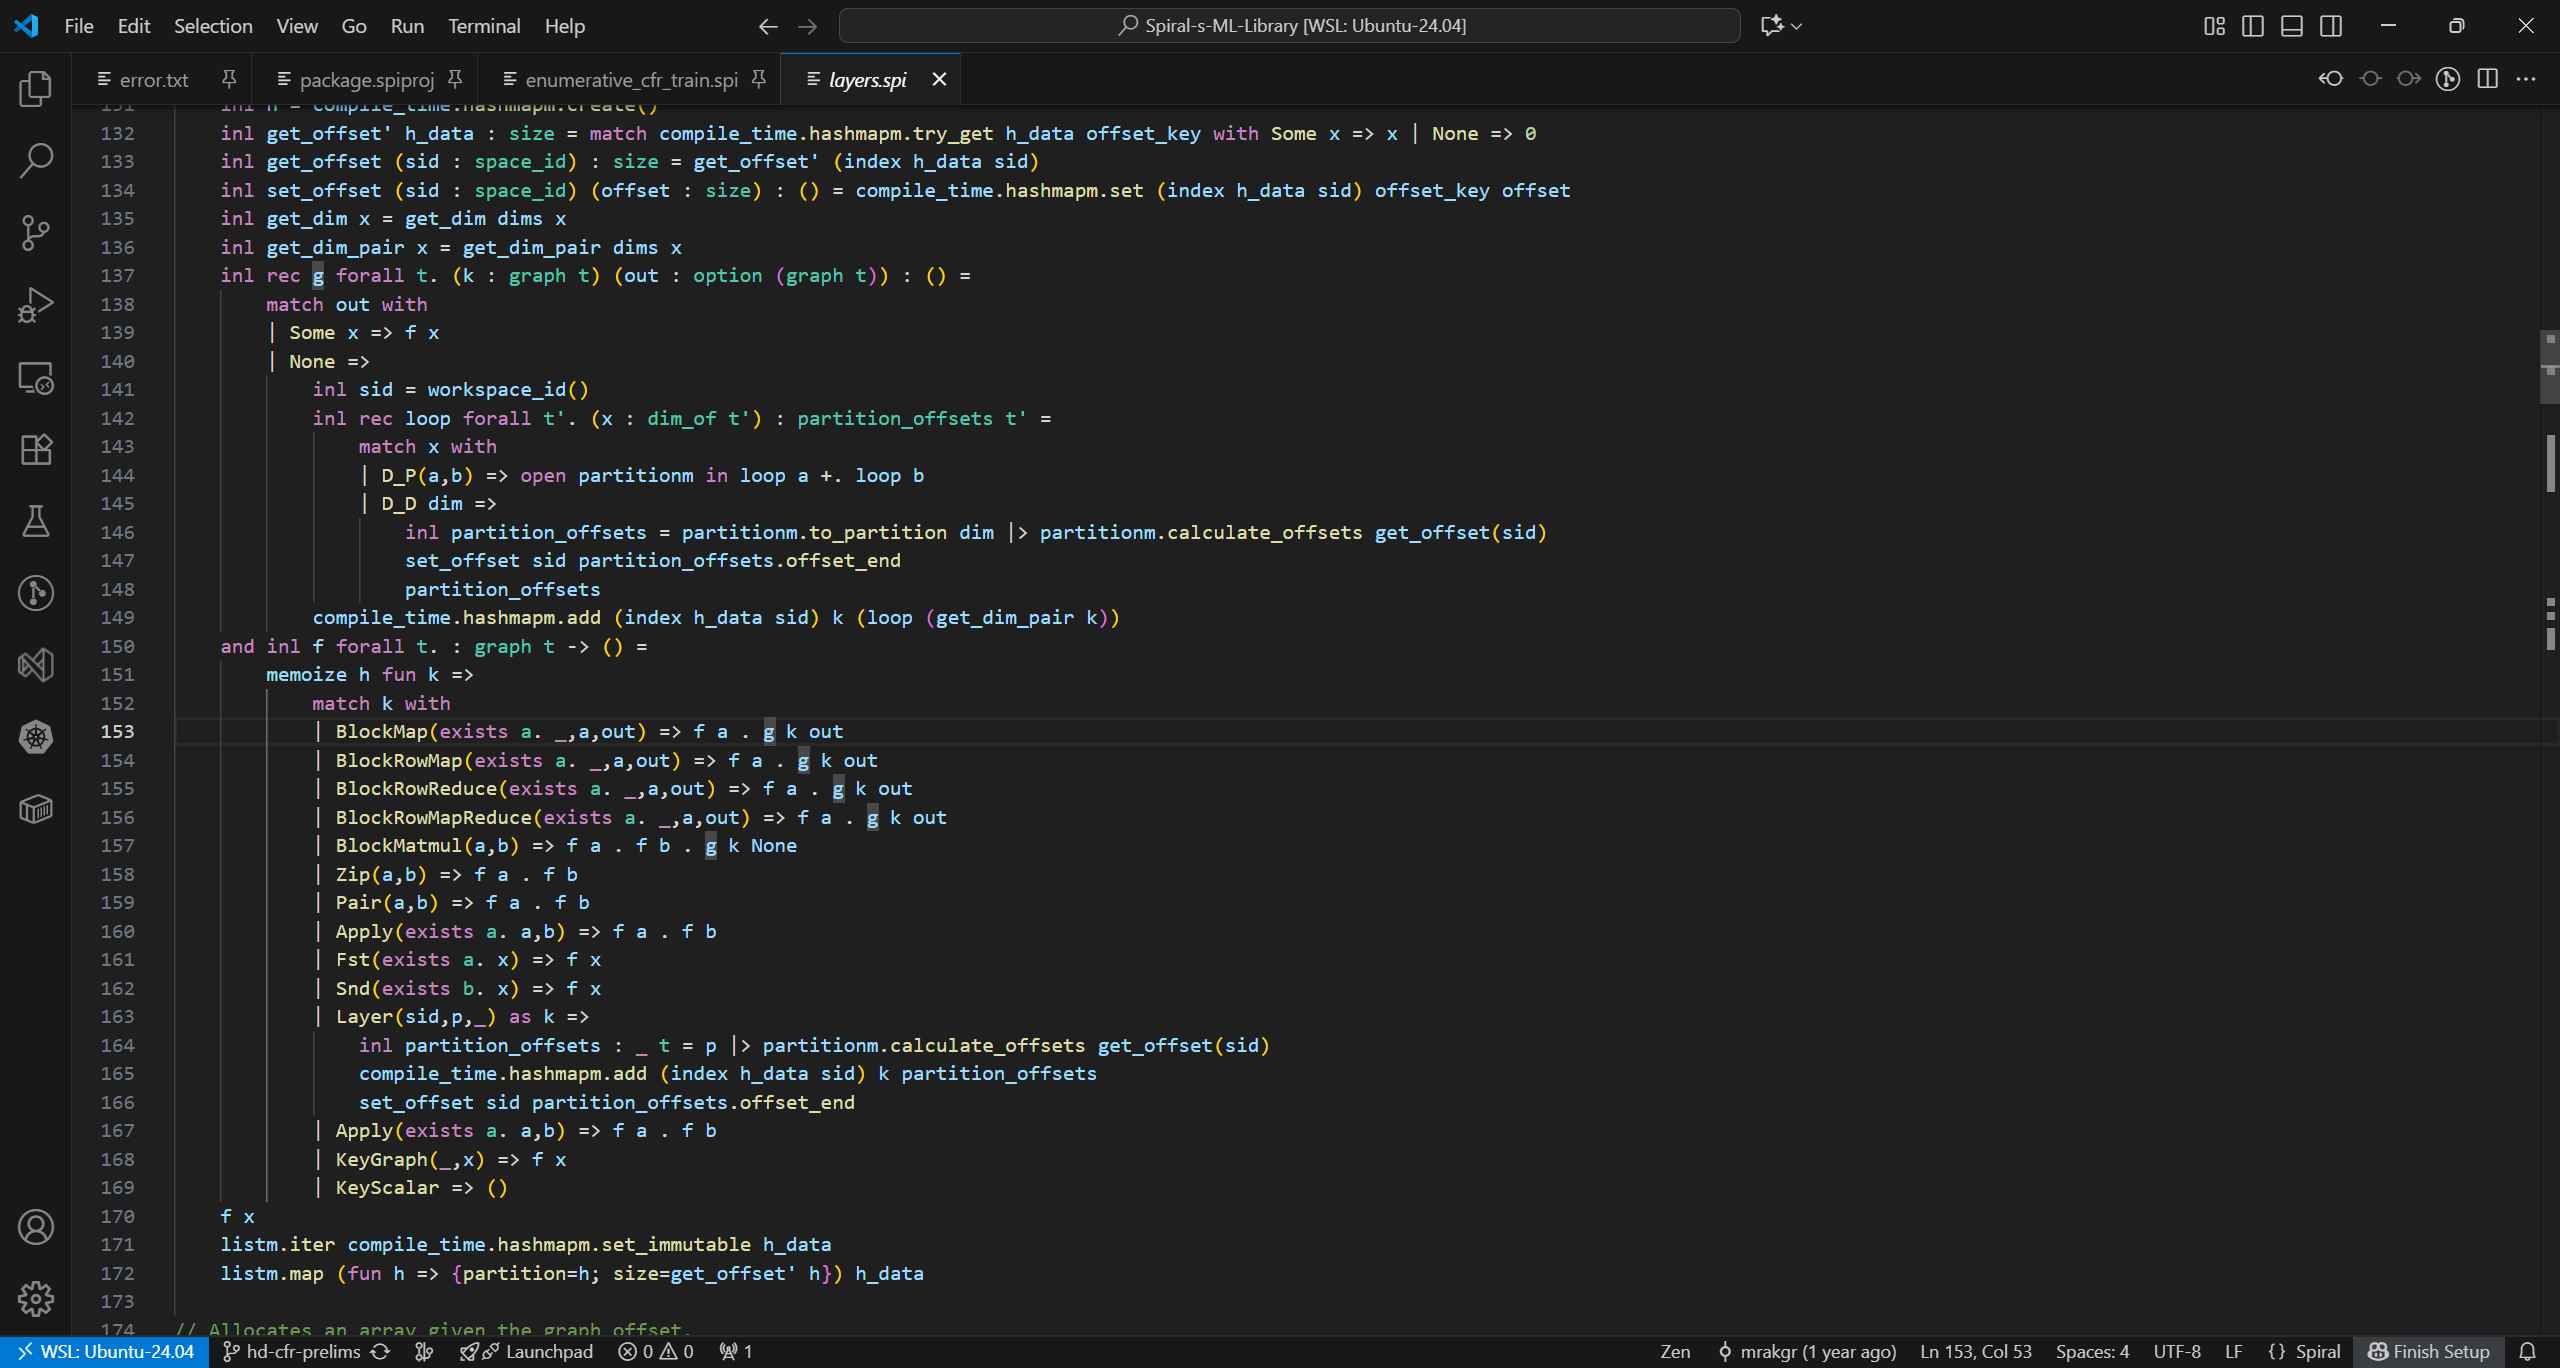 File Edit Selection View Go Run Terminal Help
Spiral-s-ML-Library [WSL: Ubuntu-24.04]
error.txt package.spiproj enumerative_cfr_train.spi layers.spi
131 inl h = compile_time.hashmapm.create()
132 inl get_offset' h_data : size = match compile_time.hashmapm.try_get h_data offset_key with Some x => x | None => 0
133 inl get_offset (sid : space_id) : size = get_offset' (index h_data sid)
134 inl set_offset (sid : space_id) (offset : size) : () = compile_time.hashmapm.set (index h_data sid) offset_key offset
135 inl get_dim x = get_dim dims x
136 inl get_dim_pair x = get_dim_pair dims x
137 inl rec g forall t. (k : graph t) (out : option (graph t)) : () =
138 match out with
139 | Some x => f x
140 | None =>
141 inl sid = workspace_id()
142 inl rec loop forall t'. (x : dim_of t') : partition_offsets t' =
143 match x with
144 | D_P(a,b) => open partitionm in loop a +. loop b
145 | D_D dim =>
146 inl partition_offsets = partitionm.to_partition dim |> partitionm.calculate_offsets get_offset(sid)
147 set_offset sid partition_offsets.offset_end
148 partition_offsets
149 compile_time.hashmapm.add (index h_data sid) k (loop (get_dim_pair k))
150 and inl f forall t. : graph t -> () =
151 memoize h fun k =>
152 match k with
153 | BlockMap(exists a. _,a,out) => f a . g k out
154 | BlockRowMap(exists a. _,a,out) => f a . g k out
155 | BlockRowReduce(exists a. _,a,out) => f a . g k out
156 | BlockRowMapReduce(exists a. _,a,out) => f a . g k out
157 | BlockMatmul(a,b) => f a . f b . g k None
158 | Zip(a,b) => f a . f b
159 | Pair(a,b) => f a . f b
160 | Apply(exists a. a,b) => f a . f b
161 | Fst(exists a. x) => f x
162 | Snd(exists b. x) => f x
163 | Layer(sid,p,_) as k =>
164 inl partition_offsets : _ t = p |> partitionm.calculate_offsets get_offset(sid)
165 compile_time.hashmapm.add (index h_data sid) k partition_offsets
166 set_offset sid partition_offsets.offset_end
167 | Apply(exists a. a,b) => f a . f b
168 | KeyGraph(_,x) => f x
169 | KeyScalar => ()
170 f x
171 listm.iter compile_time.hashmapm.set_immutable h_data
172 listm.map (fun h => {partition=h; size=get_offset' h}) h_data
173
174 // Allocates an array given the graph offset.
WSL: Ubuntu-24.04 hd-cfr-prelims Launchpad 0 0 1 Zen mrakgr (1 year ago) Ln 153, Col 53 Spaces: 4 UTF-8 LF {} Spiral Finish Setup